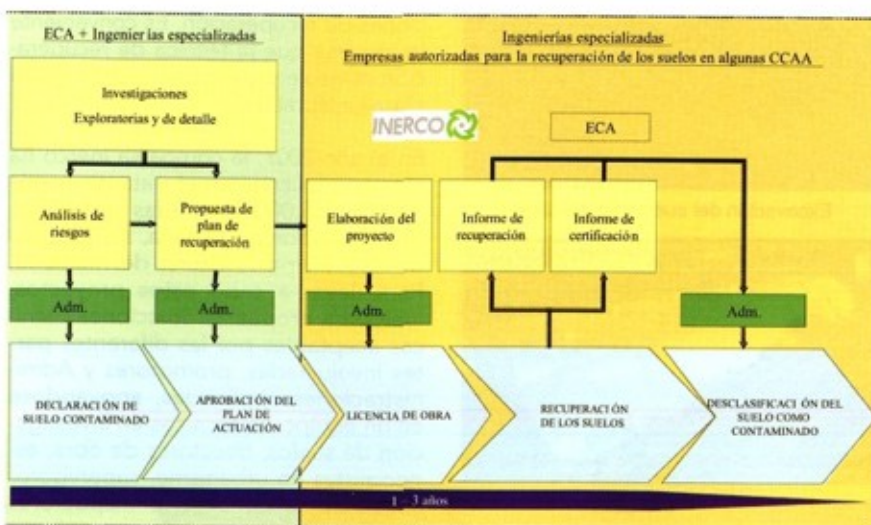 ECA + Ingenierías especializadas
Ingenierías especializadas
Empresas autorizadas para la recuperación de los suelos en algunas CCAA
Investigaciones
Exploratorias y de detalle
INERCO
ECA
Análisis de
riesgos
Propuesta de
plan de
recuperación
Elaboración del
proyecto
Informe de
recuperación
Informe de
certificación
Adm.
Adm.
Adm.
Adm.
DECLARACIÓN DE
SUELO CONTAMINADO
APROBACIÓN DEL
PLAN DE
ACTUACIÓN
LICENCIA DE OBRA
RECUPERACIÓN
DE LOS SUELOS
DESCLASIFICACIÓN DEL
SUELO COMO
CONTAMINADO
1 – 3 años